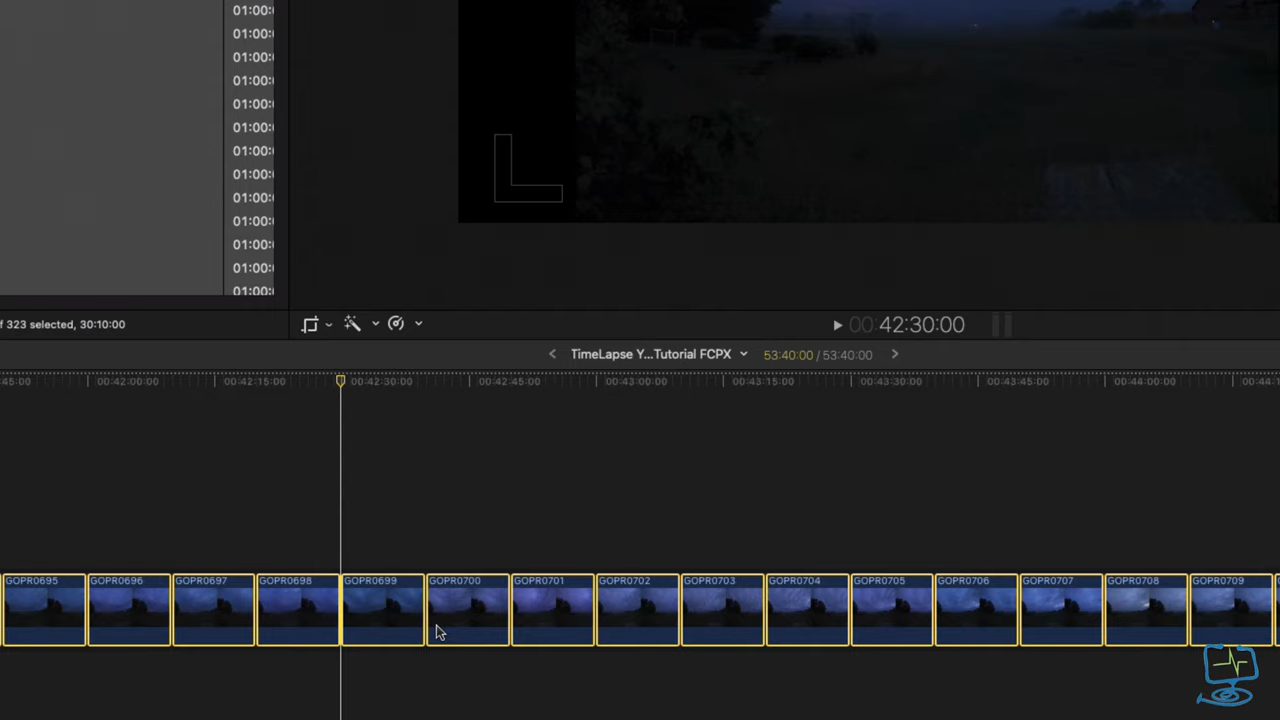 01:00:
01:00:
01:00:
01:00:
01:00:
01:00:
01:00:
01:00:
01:00:
01:00:
01:00:
01:00:
01:00:
f 323 selected, 30:10:00
00:42:30:00
TimeLapse Y...Tutorial FCPX
53:40:00 / 53:40:00
:45:00
00:42:00:00
00:42:15:00
00:42:30:00
00:42:45:00
00:43:00:00
00:43:15:00
00:43:30:00
00:43:45:00
00:44:00:00
00:44:1
GOPR0695
GOPR0696
GOPR0697
GOPR0698
GOPR0699
GOPR0700
GOPR0701
GOPR0702
GOPR0703
GOPR0704
GOPR0705
GOPR0706
GOPR0707
GOPR0708
GOPR0709